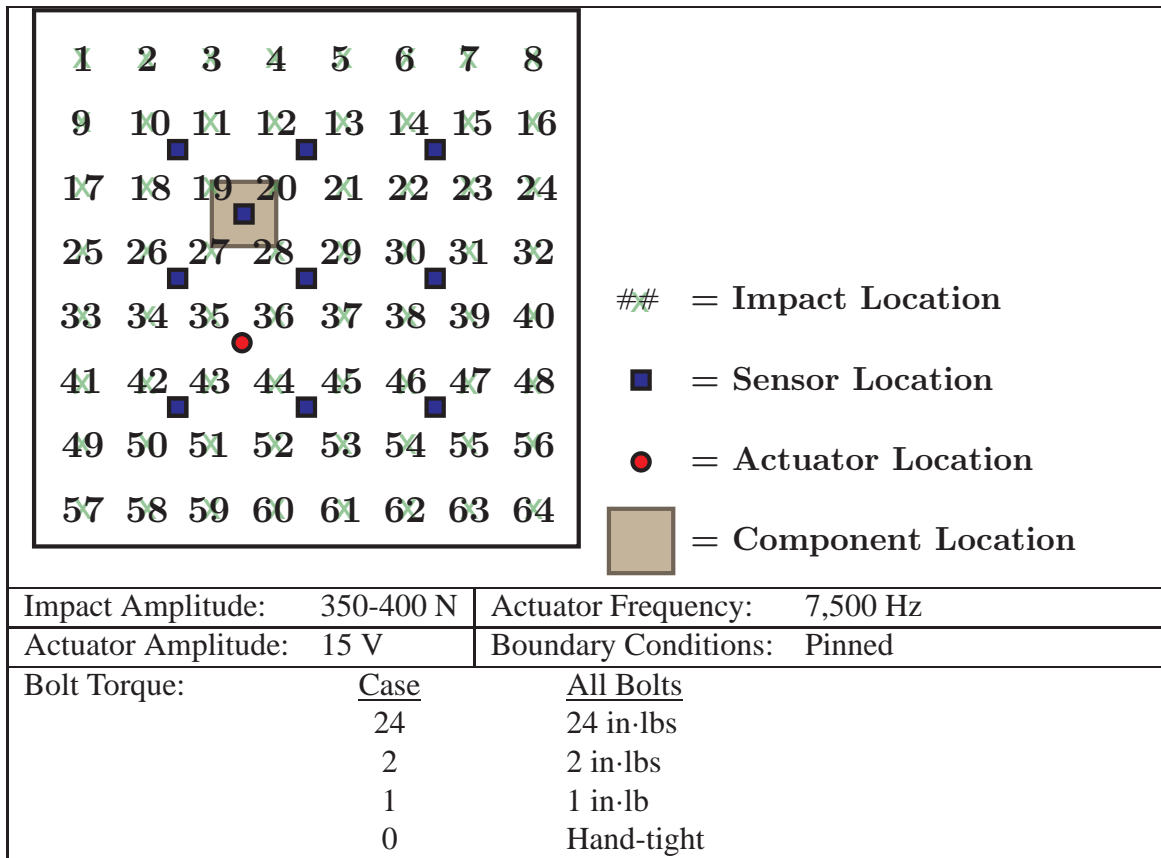 1 2 3 4 5 6 7 8
9 10 11 12 13 14 15 16
17 18 19 20 21 22 23 24
25 26 27 28 29 30 31 32
33 34 35 36 37 38 39 40
41 42 43 44 45 46 47 48
49 50 51 52 53 54 55 56
57 58 59 60 61 62 63 64
## = Impact Location
= Sensor Location
= Actuator Location
= Component Location
Impact Amplitude: 350-400 N Actuator Frequency: 7,500 Hz
Actuator Amplitude: 15 V Boundary Conditions: Pinned
Bolt Torque: Case All Bolts
24 24 in·lbs
2 2 in·lbs
1 1 in·lb
0 Hand-tight